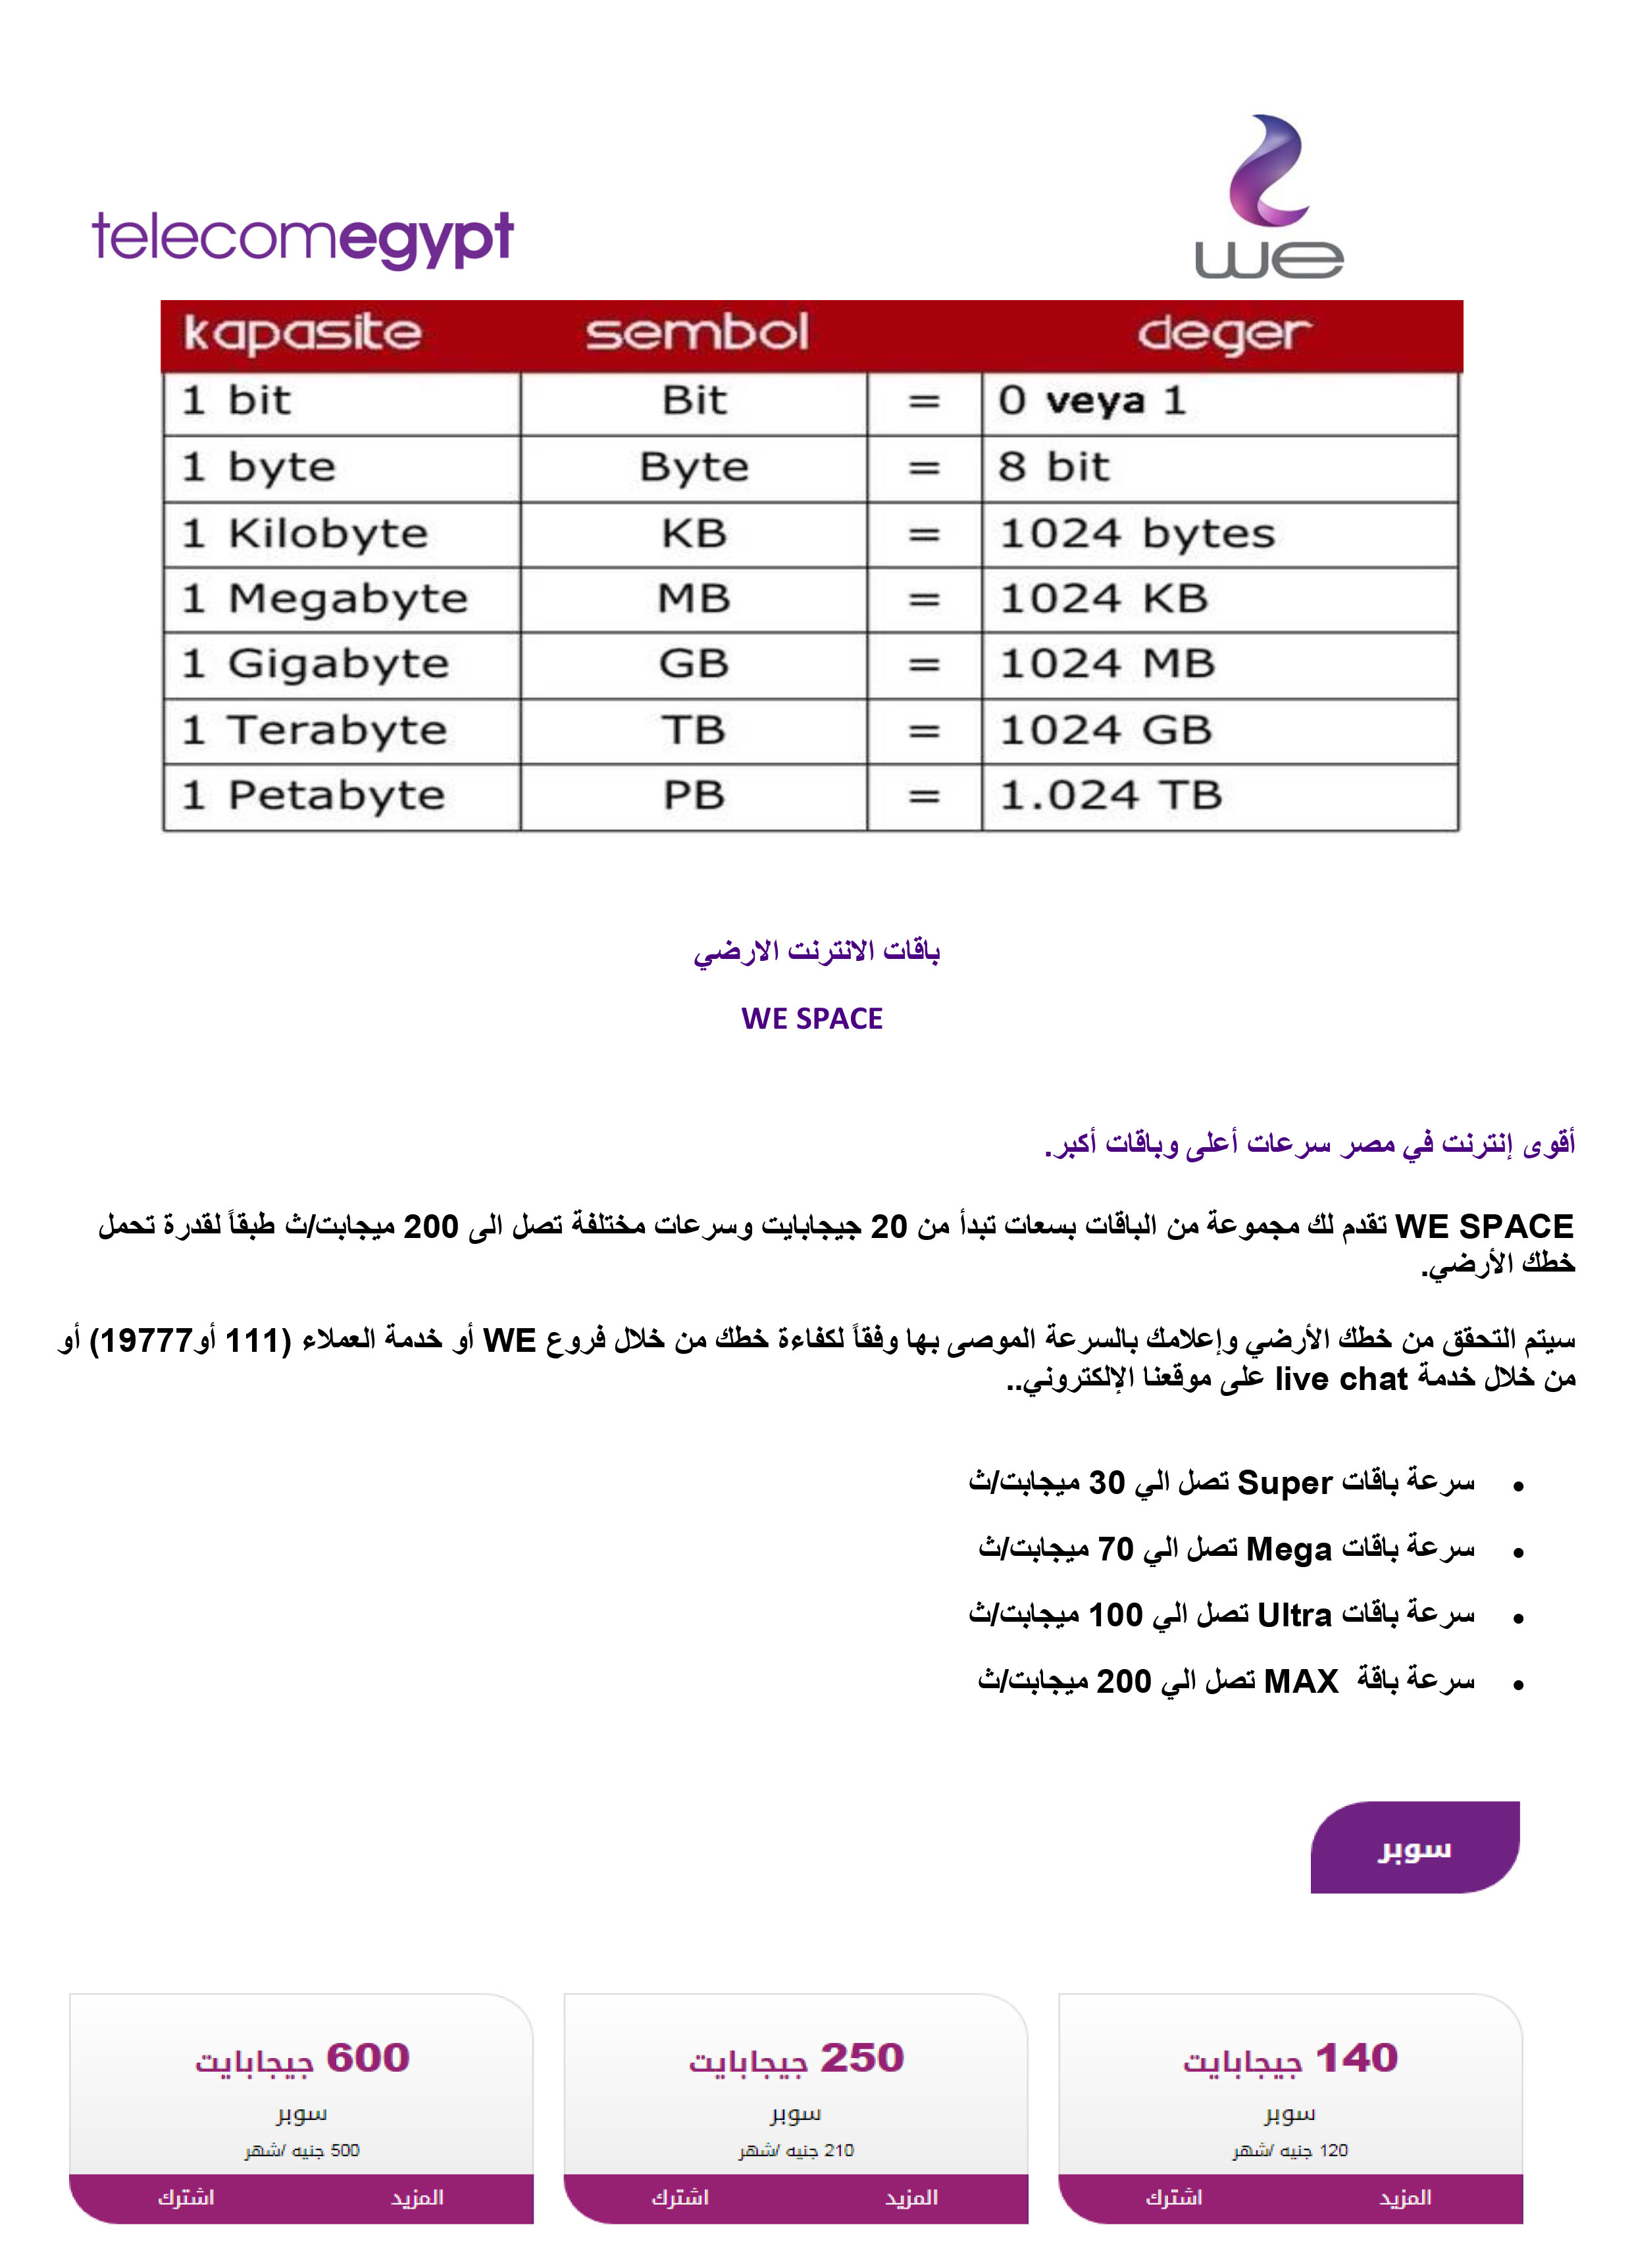 telecomegypt
we
kapasite sembol deger
1 bit Bit = 0 veya 1
1 byte Byte = 8 bit
1 Kilobyte KB = 1024 bytes
1 Megabyte MB = 1024 KB
1 Gigabyte GB = 1024 MB
1 Terabyte TB = 1024 GB
1 Petabyte PB = 1.024 TB
باقات الانترنت الارضي
WE SPACE
أقوى إنترنت في مصر سرعات أعلى وباقات أكبر.
WE SPACE تقدم لك مجموعة من الباقات بسعات تبدأ من 20 جيجابايت وسرعات مختلفة تصل الى 200 ميجابت/ث طبقاً لقدرة تحمل
خطك الأرضي.
سيتم التحقق من خطك الأرضي وإعلامك بالسرعة الموصى بها وفقاً لكفاءة خطك من خلال فروع WE أو خدمة العملاء (111 أو19777) أو
من خلال خدمة live chat على موقعنا الإلكتروني..
• سرعة باقات Super تصل الي 30 ميجابت/ث
• سرعة باقات Mega تصل الي 70 ميجابت/ث
• سرعة باقات Ultra تصل الي 100 ميجابت/ث
• سرعة باقة MAX تصل الي 200 ميجابت/ث
سوبر
140 جيجابايت
سوبر
120 جنيه /شهر
المزيد اشترك
250 جيجابايت
سوبر
210 جنيه /شهر
المزيد اشترك
600 جيجابايت
سوبر
500 جنيه /شهر
المزيد اشترك